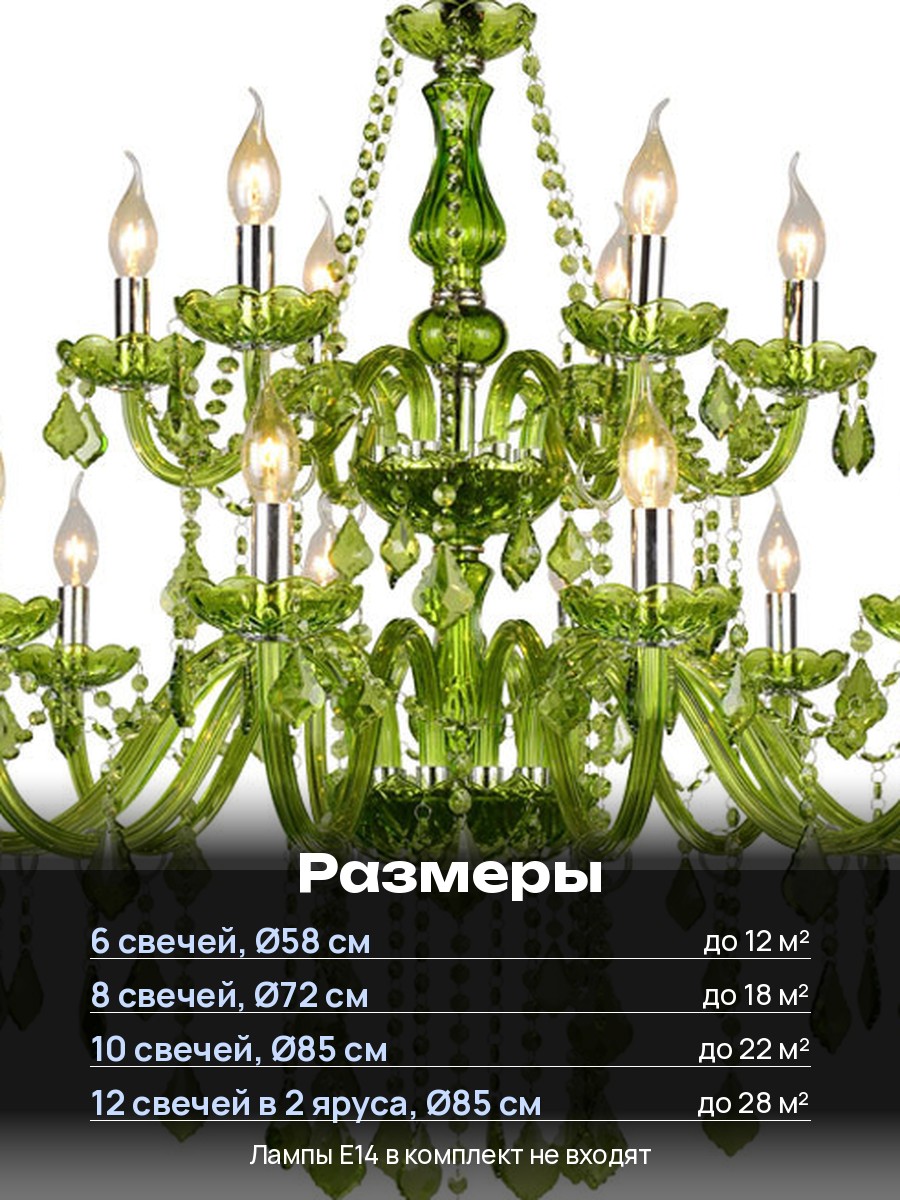 Размеры
6 свечей, Ø58 см до 12 м²
8 свечей, Ø72 см до 18 м²
10 свечей, Ø85 см до 22 м²
12 свечей в 2 яруса, Ø85 см до 28 м²
Лампы E14 в комплект не входят